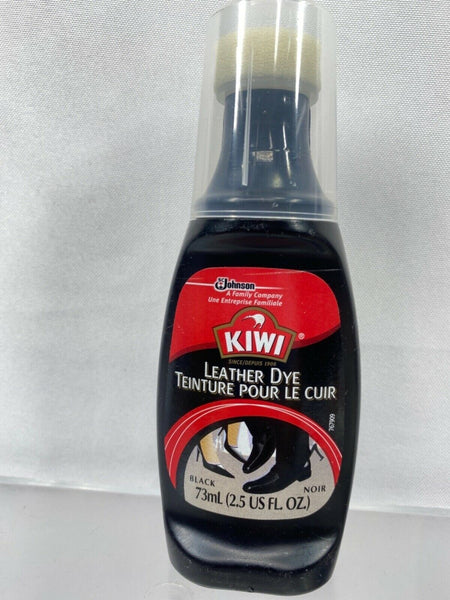 SC Johnson
A Family Company
Une Entreprise Familiale
KIWI®
SINCE/DEPUIS 1906
LEATHER DYE
TEINTURE POUR LE CUIR
767909
BLACK NOIR
73mL (2.5 US FL. OZ.)